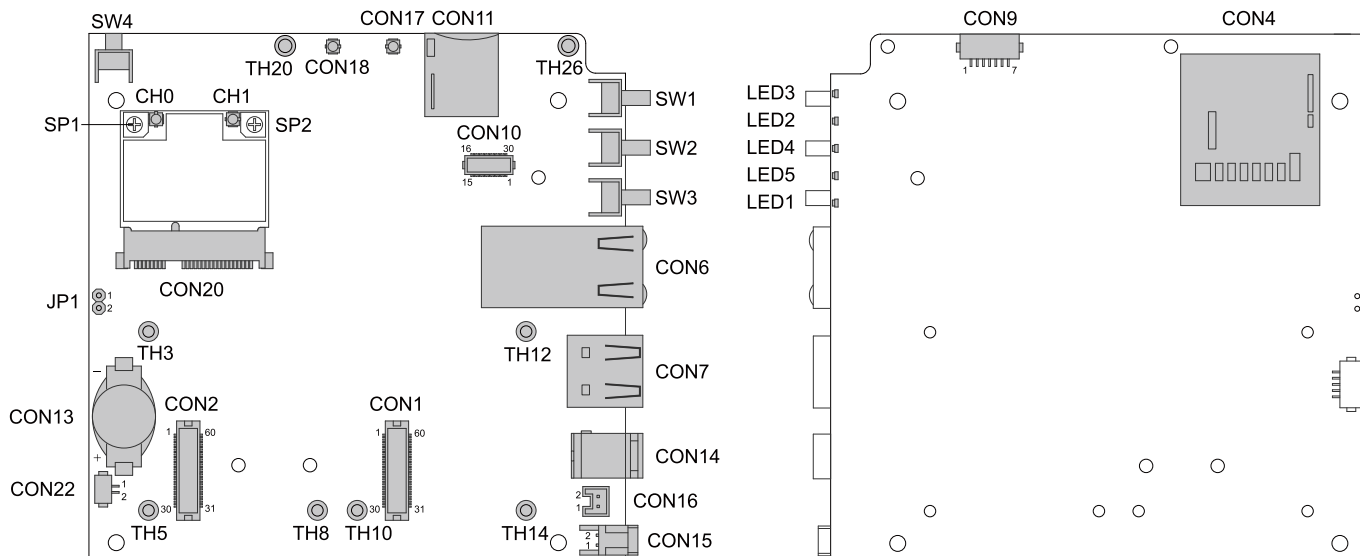 SW4
CON17 CON11
TH20
CON18
TH26
CH0
CH1
SP1
SP2
SW1
CON10
16 30
15 1
SW2
SW3
CON6
CON20
JP1
1
2
TH3
TH12
CON7
−
CON13
+
CON2
1 60
30 31
CON1
1 60
30 31
CON14
CON22
1
2
CON16
2
1
TH5
TH8
TH10
TH14
CON15
2
1
CON9
1 7
CON4
LED3
LED2
LED4
LED5
LED1